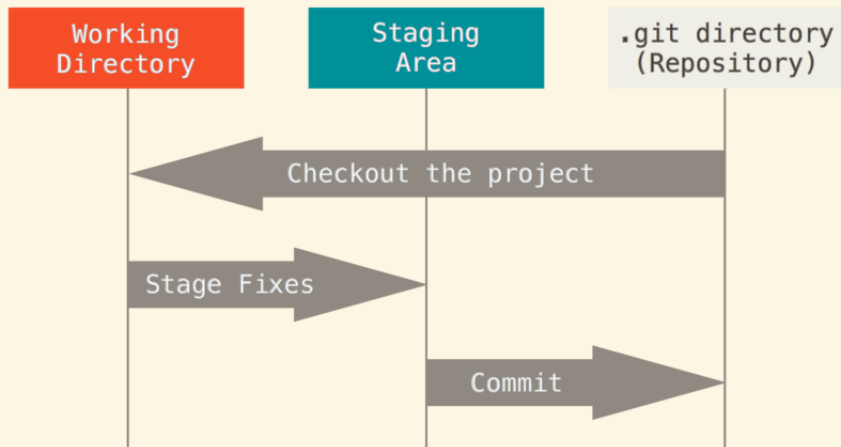 Working
Directory
Staging
Area
.git directory
(Repository)
Checkout the project
Stage Fixes
Commit